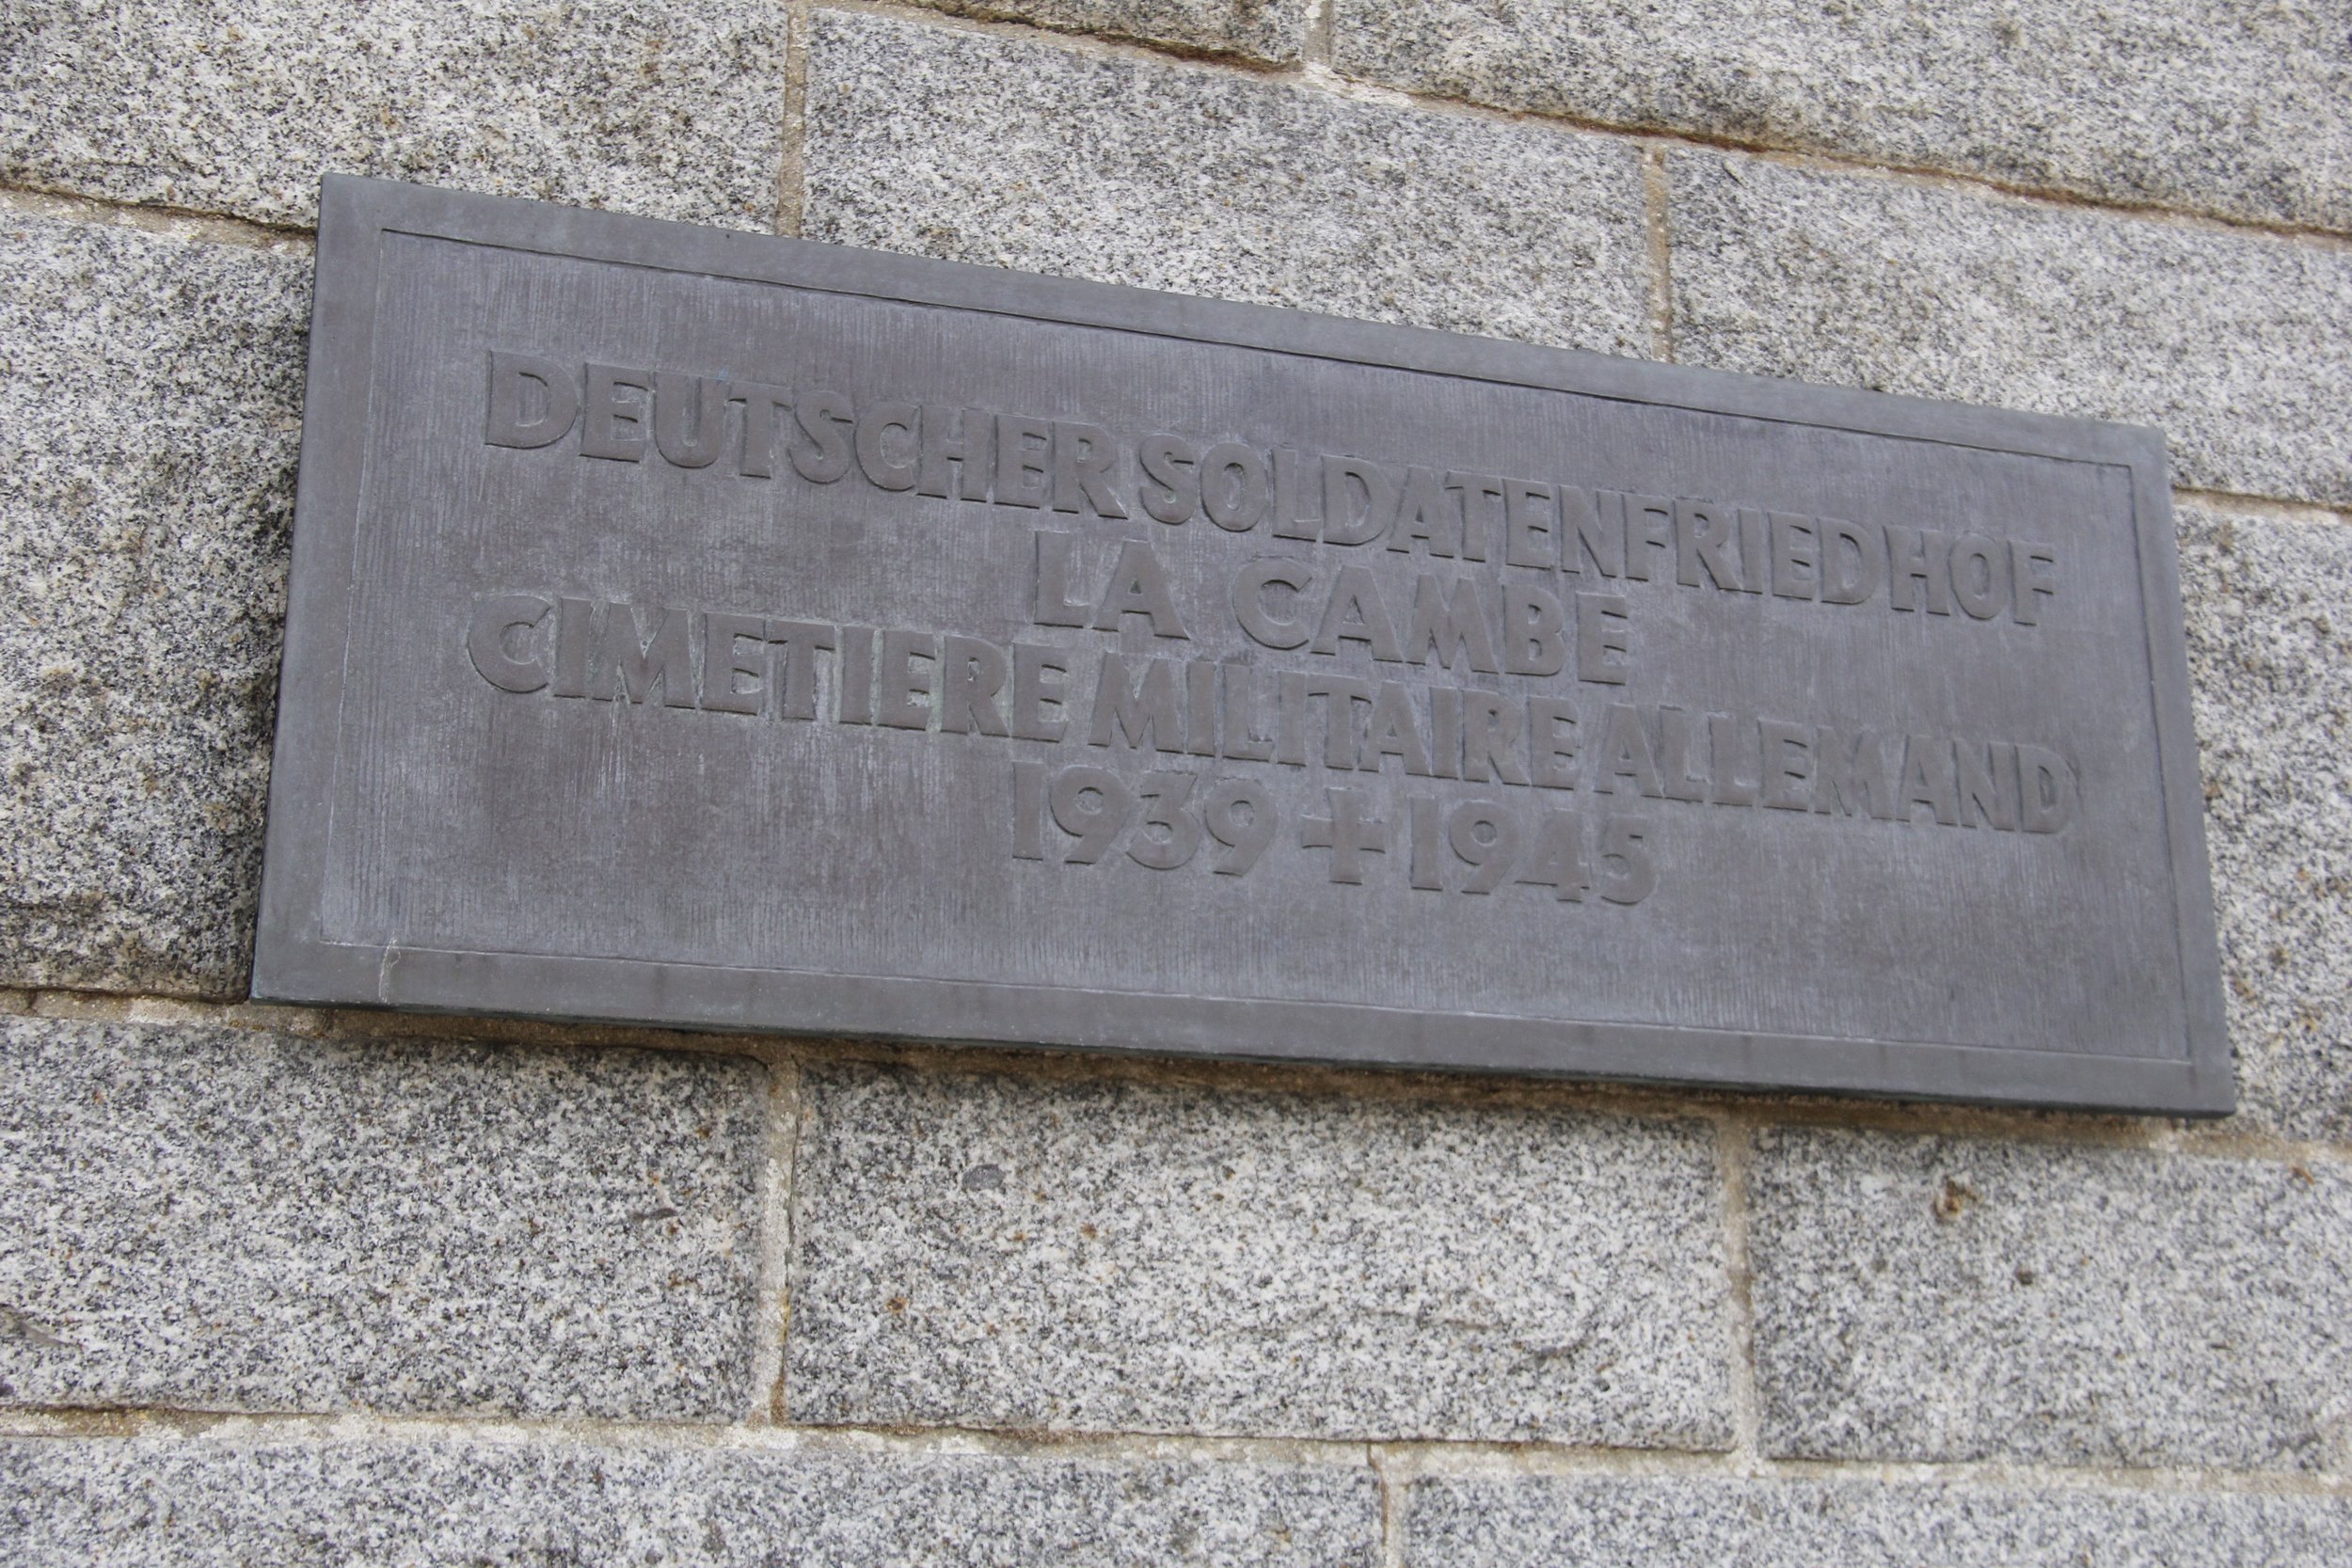 DEUTSCHER SOLDATENFRIEDHOF
LA CAMBE
CIMETIERE MILITAIRE ALLEMAND
1939 + 1945